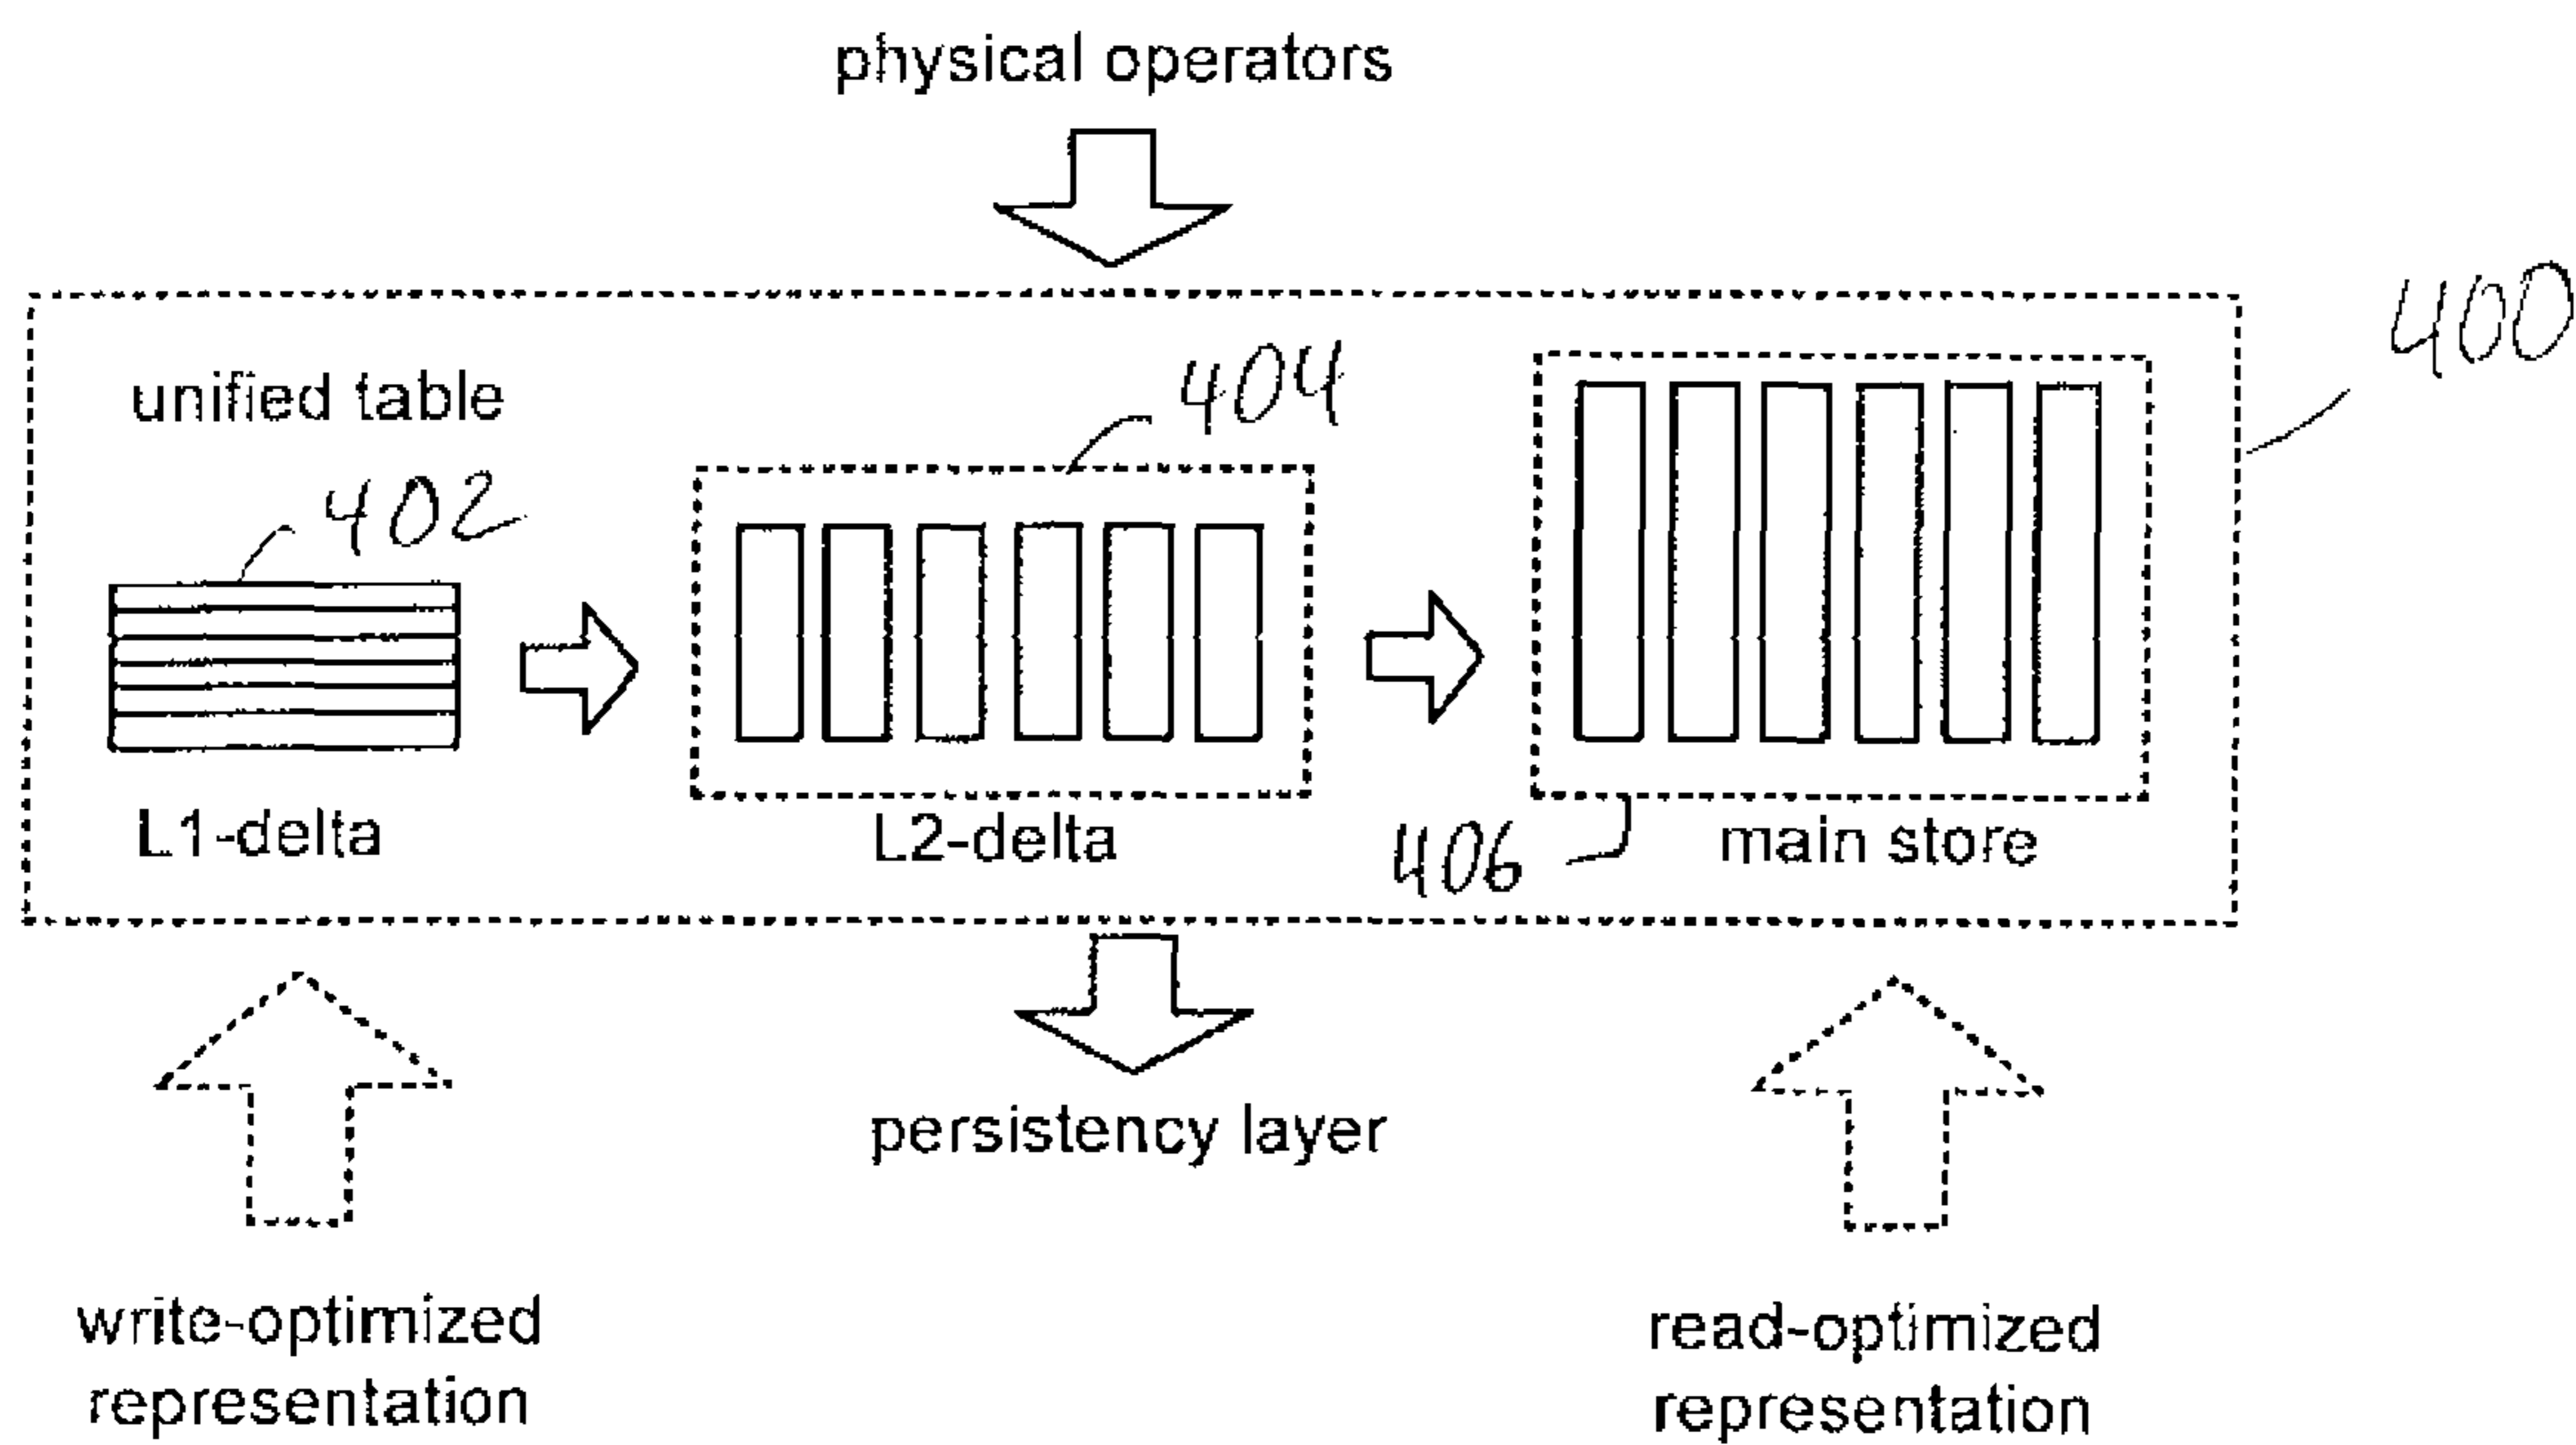 physical operators
400
unified table
404
402
L1-delta
L2-delta
406
main store
persistency layer
write-optimized
representation
read-optimized
representation